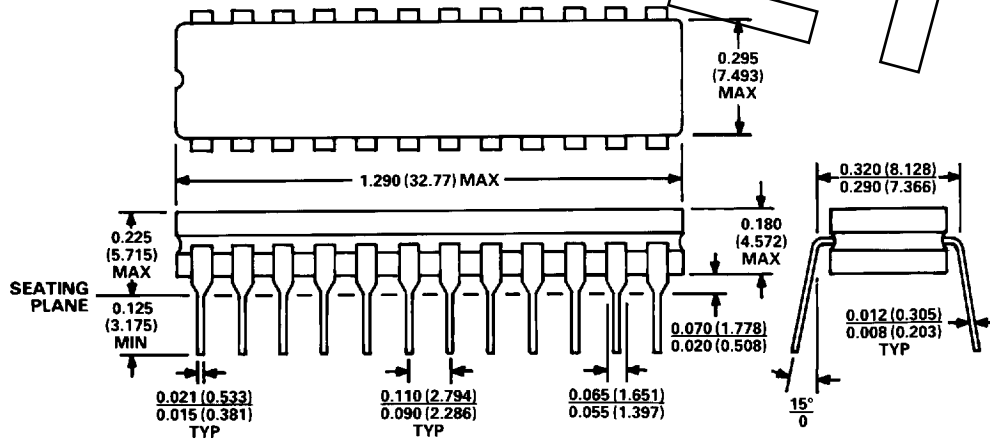 0.295
(7.493)
MAX
1.290 (32.77) MAX
0.320 (8.128)
0.290 (7.366)
0.225
(5.715)
MAX
0.180
(4.572)
MAX
SEATING
PLANE
0.125
(3.175)
MIN
0.070 (1.778)
0.020 (0.508)
0.012 (0.305)
0.008 (0.203)
TYP
0.021 (0.533)
0.015 (0.381)
TYP
0.110 (2.794)
0.090 (2.286)
TYP
0.065 (1.651)
0.055 (1.397)
15°
0